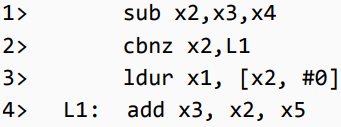 1> sub x2,x3,x4
2> cbnz x2,L1
3> ldur x1, [x2, #0]
4> L1: add x3, x2, x5